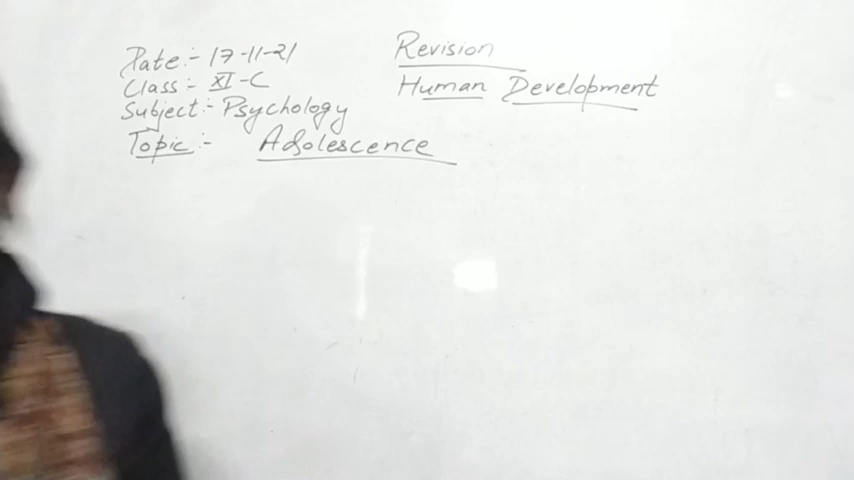 Date:- 17-11-21
Class:- XI-C
Subject:- Psychology
Topic:- Adolescence
Revision
Human Development